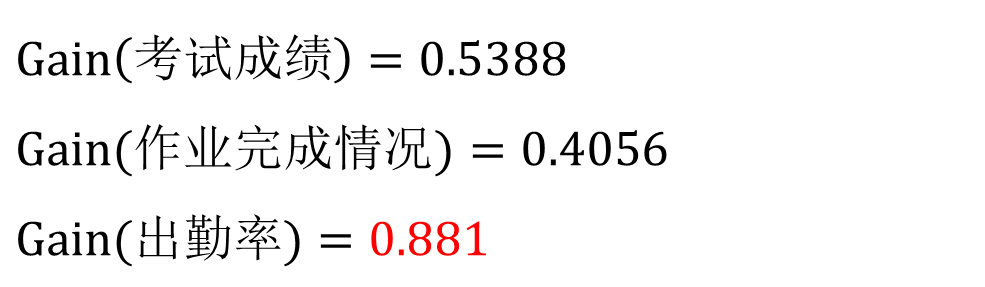 Gain(考试成绩) = 0.5388
Gain(作业完成情况) = 0.4056
Gain(出勤率) = 0.881